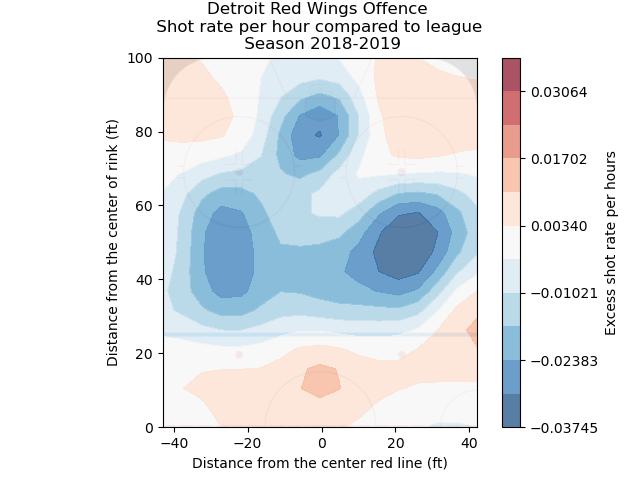 Detroit Red Wings Offence
Shot rate per hour compared to league
Season 2018-2019
100
80
60
40
20
0
Distance from the center of rink (ft)
−40
−20
0
20
40
Distance from the center red line (ft)
0.03064
0.01702
0.00340
−0.01021
−0.02383
−0.03745
Excess shot rate per hours